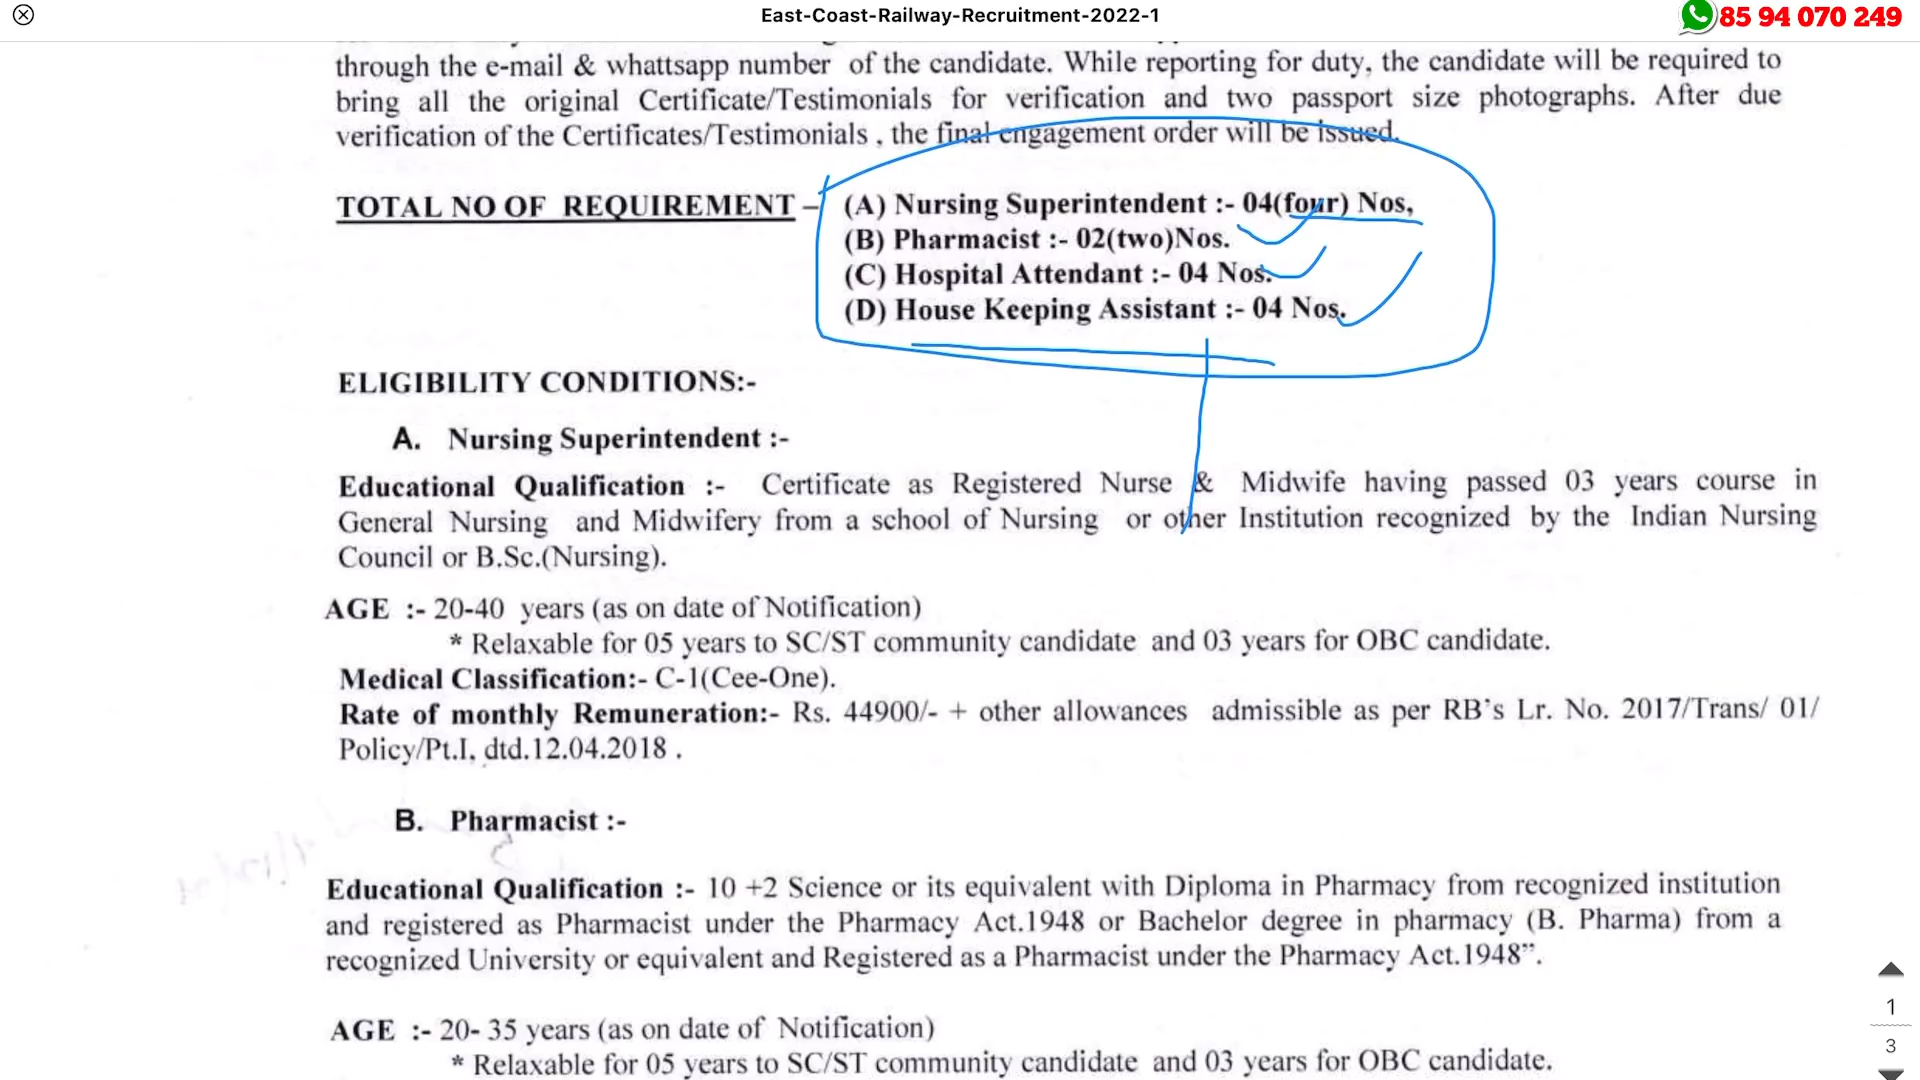 East-Coast-Railway-Recruitment-2022-1
85 94 070 249
through the e-mail & whattsapp number of the candidate. While reporting for duty, the candidate will be required to
bring all the original Certificate/Testimonials for verification and two passport size photographs. After due
verification of the Certificates/Testimonials , the final engagement order will be issued.
TOTAL NO OF REQUIREMENT – (A) Nursing Superintendent :- 04(four) Nos,
(B) Pharmacist :- 02(two)Nos.
(C) Hospital Attendant :- 04 Nos.
(D) House Keeping Assistant :- 04 Nos.
ELIGIBILITY CONDITIONS:-
A. Nursing Superintendent :-
Educational Qualification :- Certificate as Registered Nurse & Midwife having passed 03 years course in
General Nursing and Midwifery from a school of Nursing or other Institution recognized by the Indian Nursing
Council or B.Sc.(Nursing).
AGE :- 20-40 years (as on date of Notification)
* Relaxable for 05 years to SC/ST community candidate and 03 years for OBC candidate.
Medical Classification:- C-1(Cee-One).
Rate of monthly Remuneration:- Rs. 44900/- + other allowances admissible as per RB's Lr. No. 2017/Trans/ 01/
Policy/Pt.I, dtd.12.04.2018 .
B. Pharmacist :-
Educational Qualification :- 10 +2 Science or its equivalent with Diploma in Pharmacy from recognized institution
and registered as Pharmacist under the Pharmacy Act.1948 or Bachelor degree in pharmacy (B. Pharma) from a
recognized University or equivalent and Registered as a Pharmacist under the Pharmacy Act.1948”.
AGE :- 20- 35 years (as on date of Notification)
* Relaxable for 05 years to SC/ST community candidate and 03 years for OBC candidate.
1
3